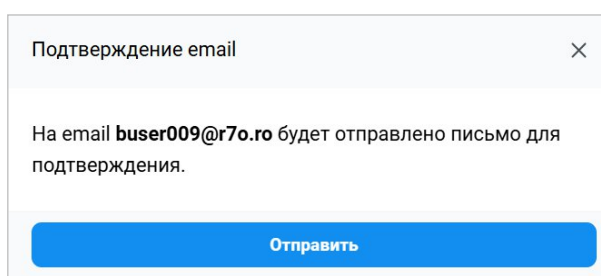 Подтверждение email
На email buser009@r7o.ro будет отправлено письмо для
подтверждения.
Отправить